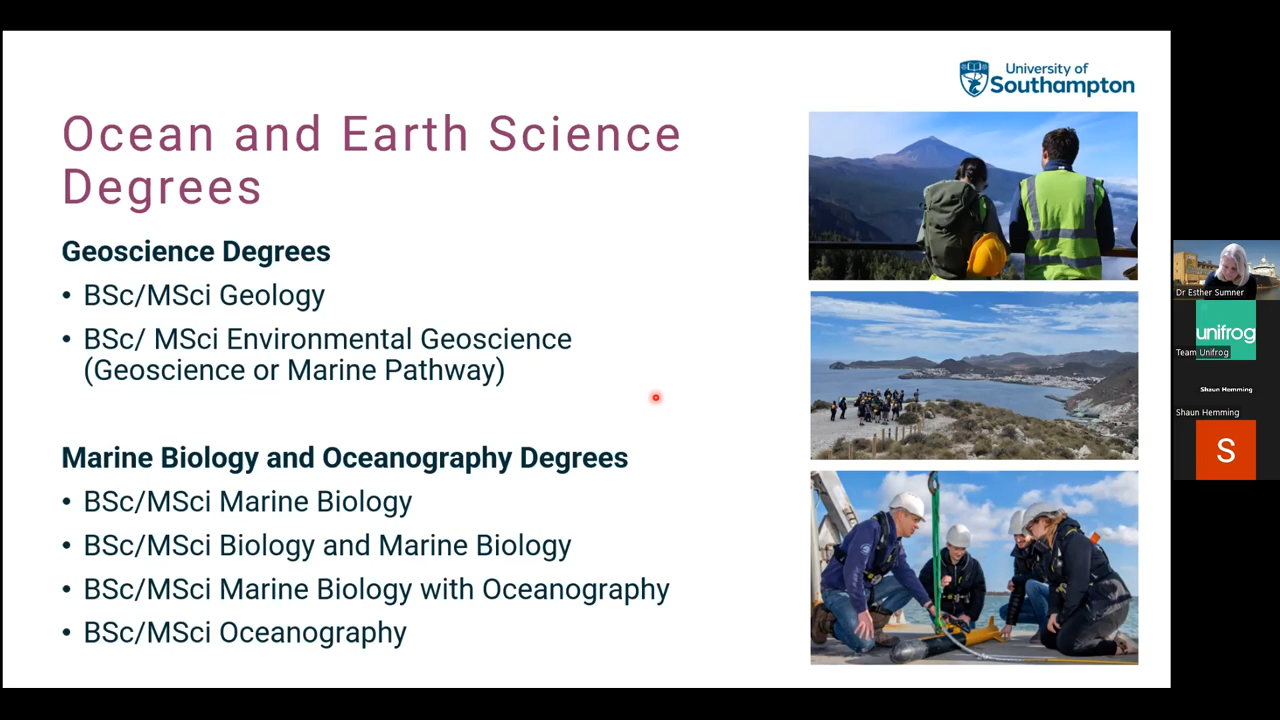 University of
Southampton
Ocean and Earth Science
Degrees
Geoscience Degrees
• BSc/MSci Geology
• BSc/ MSci Environmental Geoscience
(Geoscience or Marine Pathway)
Marine Biology and Oceanography Degrees
• BSc/MSci Marine Biology
• BSc/MSci Biology and Marine Biology
• BSc/MSci Marine Biology with Oceanography
• BSc/MSci Oceanography
Dr Esther Sumner
unifrog
Team Unifrog
Shaun Hemming
Shaun Hemming
S